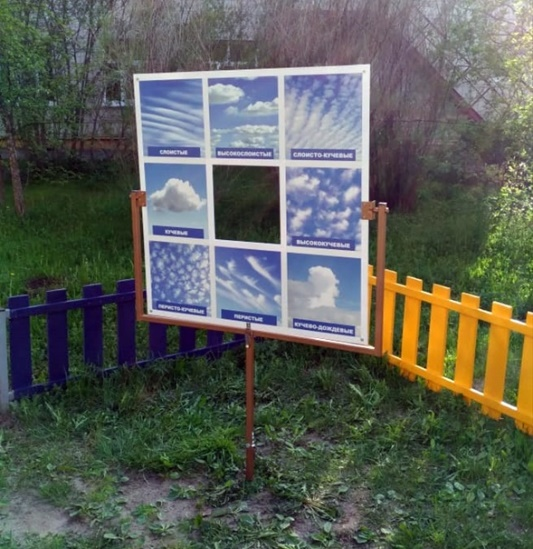 СЛОИСТЫЕ
ВЫСОКОСЛОИСТЫЕ
СЛОИСТО-КУЧЕВЫЕ
КУЧЕВЫЕ
ВЫСОКОКУЧЕВЫЕ
ПЕРИСТО-КУЧЕВЫЕ
ПЕРИСТЫЕ
КУЧЕВО-ДОЖДЕВЫЕ